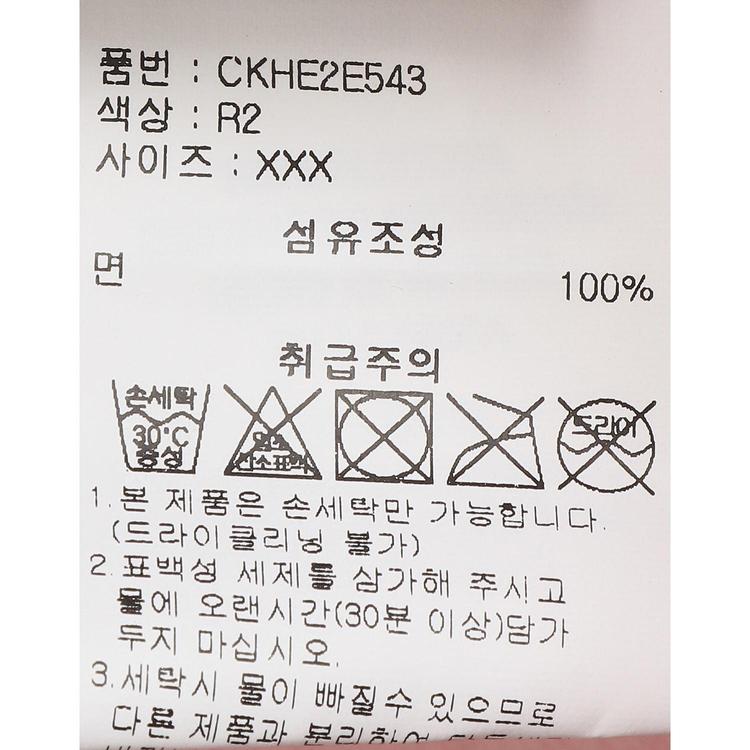 품번 : CKHE2E543
색상 : R2
사이즈 : XXX
섬유조성
면 100%
취급주의
손세탁
30°C
중성
염소
산소표백
드라이
1. 본 제품은 손세탁만 가능합니다.
(드라이클리닝 불가)
2. 표백성 세제를 삼가해 주시고
물에 오랜시간(30분 이상)담가
두지 마십시오.
3. 세탁시 물이 빠질수 있으므로
다른 제품과 분리하여